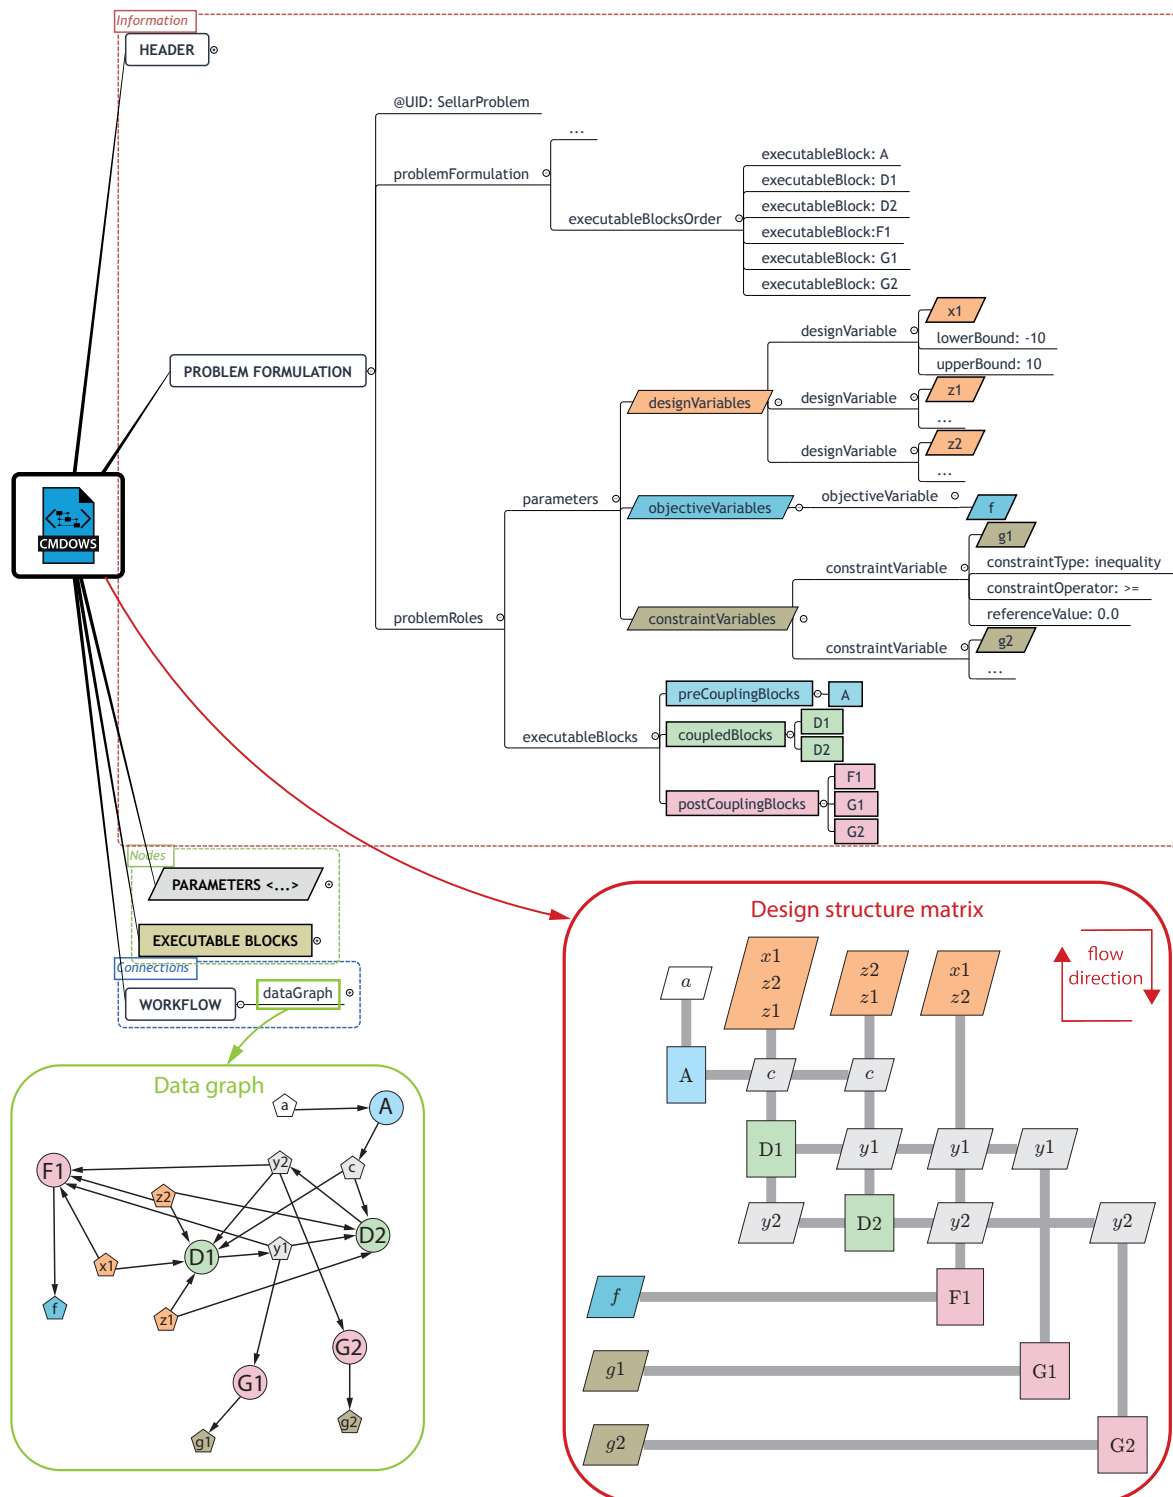 Information
HEADER
@UID: SellarProblem
...
problemFormulation
executableBlock: A
executableBlock: D1
executableBlock: D2
executableBlocksOrder
executableBlock:F1
executableBlock: G1
executableBlock: G2
PROBLEM FORMULATION
x1
designVariable
lowerBound: -10
upperBound: 10
designVariables
designVariable
z1
...
designVariable
z2
...
parameters
objectiveVariables
objectiveVariable
f
g1
constraintVariable
constraintType: inequality
constraintOperator: >=
referenceValue: 0.0
constraintVariables
constraintVariable
g2
...
problemRoles
CMDOWS
preCouplingBlocks
A
executableBlocks
coupledBlocks
D1
D2
postCouplingBlocks
F1
G1
G2
Nodes
PARAMETERS <...>
EXECUTABLE BLOCKS
Connections
WORKFLOW
dataGraph
Data graph
a
A
F1
y2
c
z2
D1
y1
D2
x1
f
z1
G2
G1
g2
g1
Design structure matrix
flow
direction
a
x1
z2
z1
z2
z1
x1
z2
A
c
c
D1
y1
y1
y1
y2
D2
y2
y2
f
F1
g1
G1
g2
G2